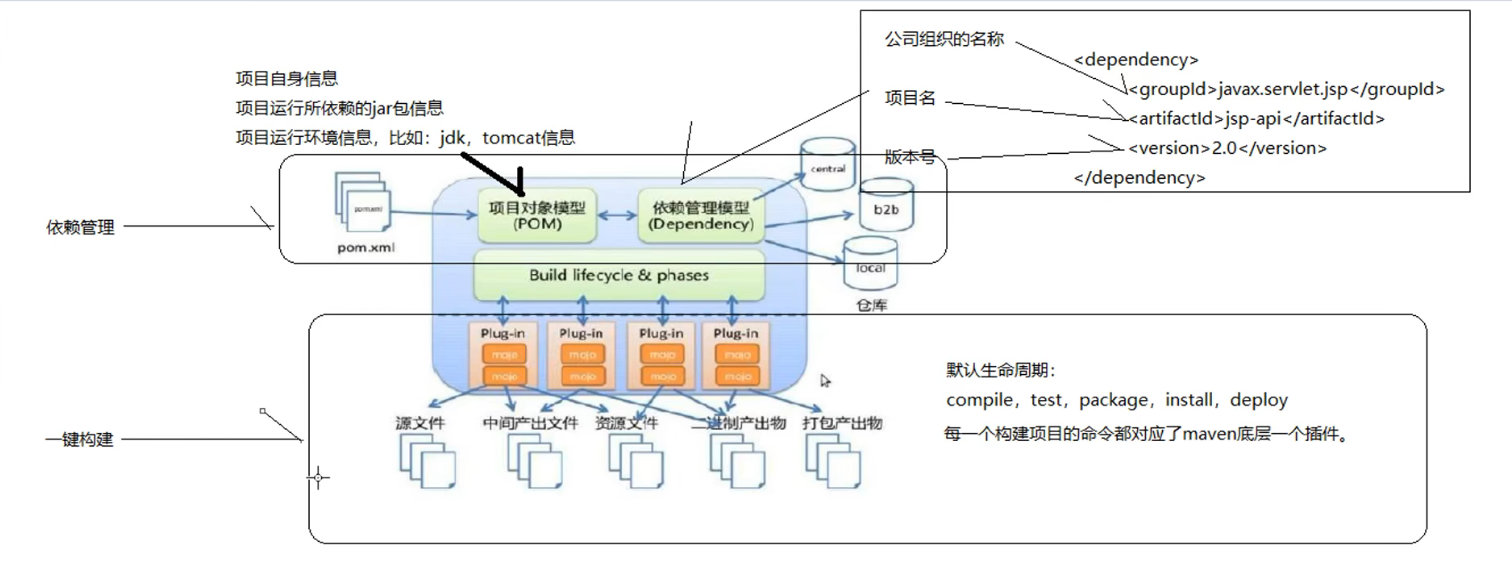 公司组织的名称
<dependency>
<groupId>javax.servlet.jsp</groupId>
项目名
<artifactId>jsp-api</artifactId>
版本号
<version>2.0</version>
</dependency>
项目自身信息
项目运行所依赖的jar包信息
项目运行环境信息，比如：jdk，tomcat信息
依赖管理
pom.xml
pom.xml
项目对象模型
(POM)
依赖管理模型
(Dependency)
central
b2b
local
仓库
Build lifecycle & phases
Plug-in
mojo
mojo
Plug-in
mojo
mojo
Plug-in
mojo
mojo
Plug-in
mojo
mojo
一键构建
源文件
中间产出文件
资源文件
二进制产出物
打包产出物
默认生命周期：
compile，test，package，install，deploy
每一个构建项目的命令都对应了maven底层一个插件。